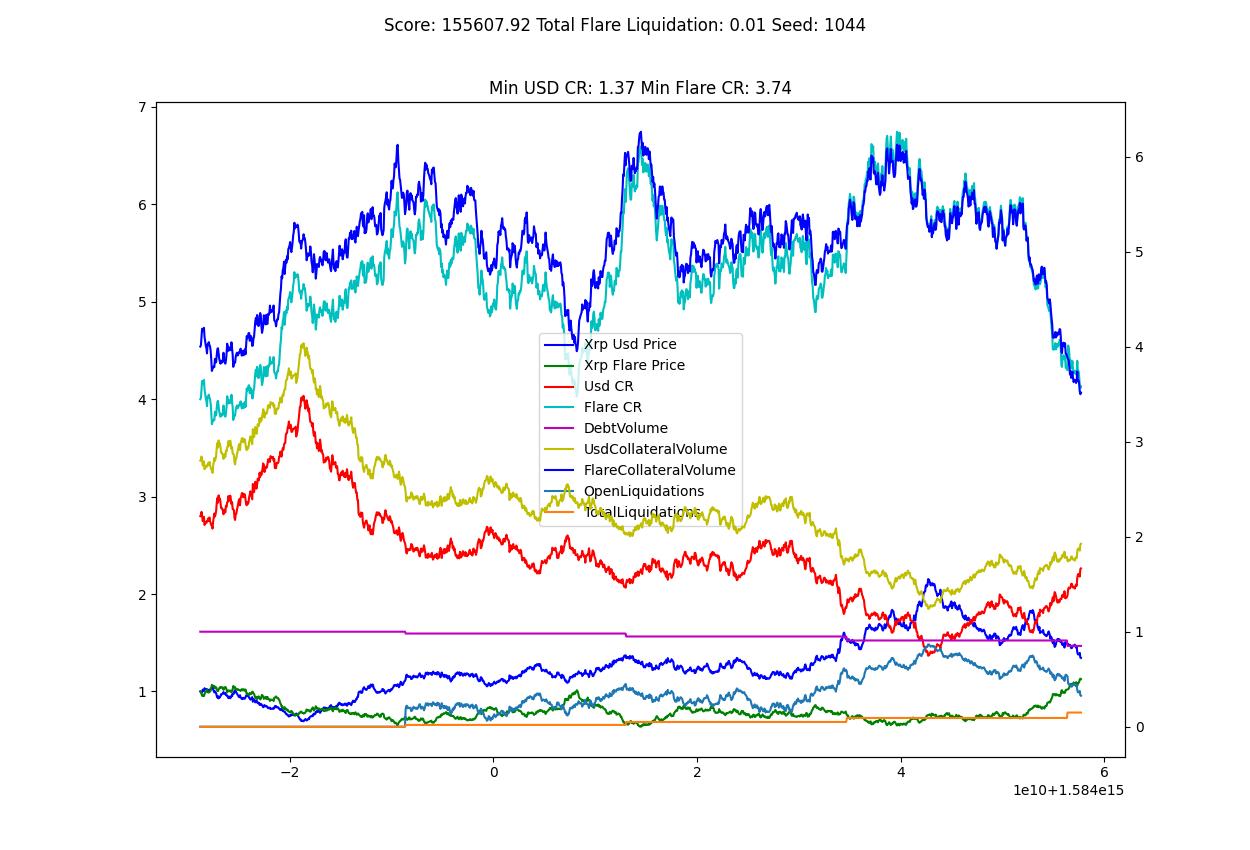 Score: 155607.92 Total Flare Liquidation: 0.01 Seed: 1044
Min USD CR: 1.37 Min Flare CR: 3.74
7
6
5
4
3
2
1
6
5
4
3
2
1
0
Xrp Usd Price
Xrp Flare Price
Usd CR
Flare CR
DebtVolume
UsdCollateralVolume
FlareCollateralVolume
OpenLiquidations
TotalLiquidations
−2 0 2 4 6
1e10+1.584e15